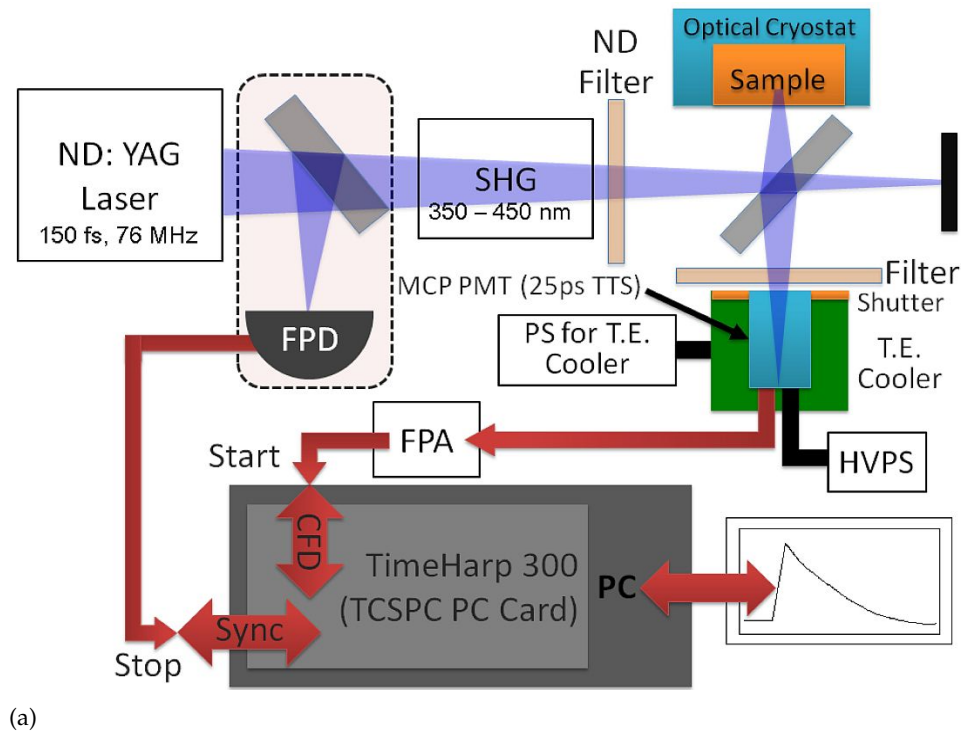 Optical Cryostat
Sample
ND
Filter
ND: YAG
Laser
150 fs, 76 MHz
SHG
350 – 450 nm
MCP PMT (25ps TTS)
Filter
Shutter
FPD
PS for T.E.
Cooler
T.E.
Cooler
Start
FPA
HVPS
CFD
TimeHarp 300
(TCSPC PC Card)
PC
Sync
Stop
(a)